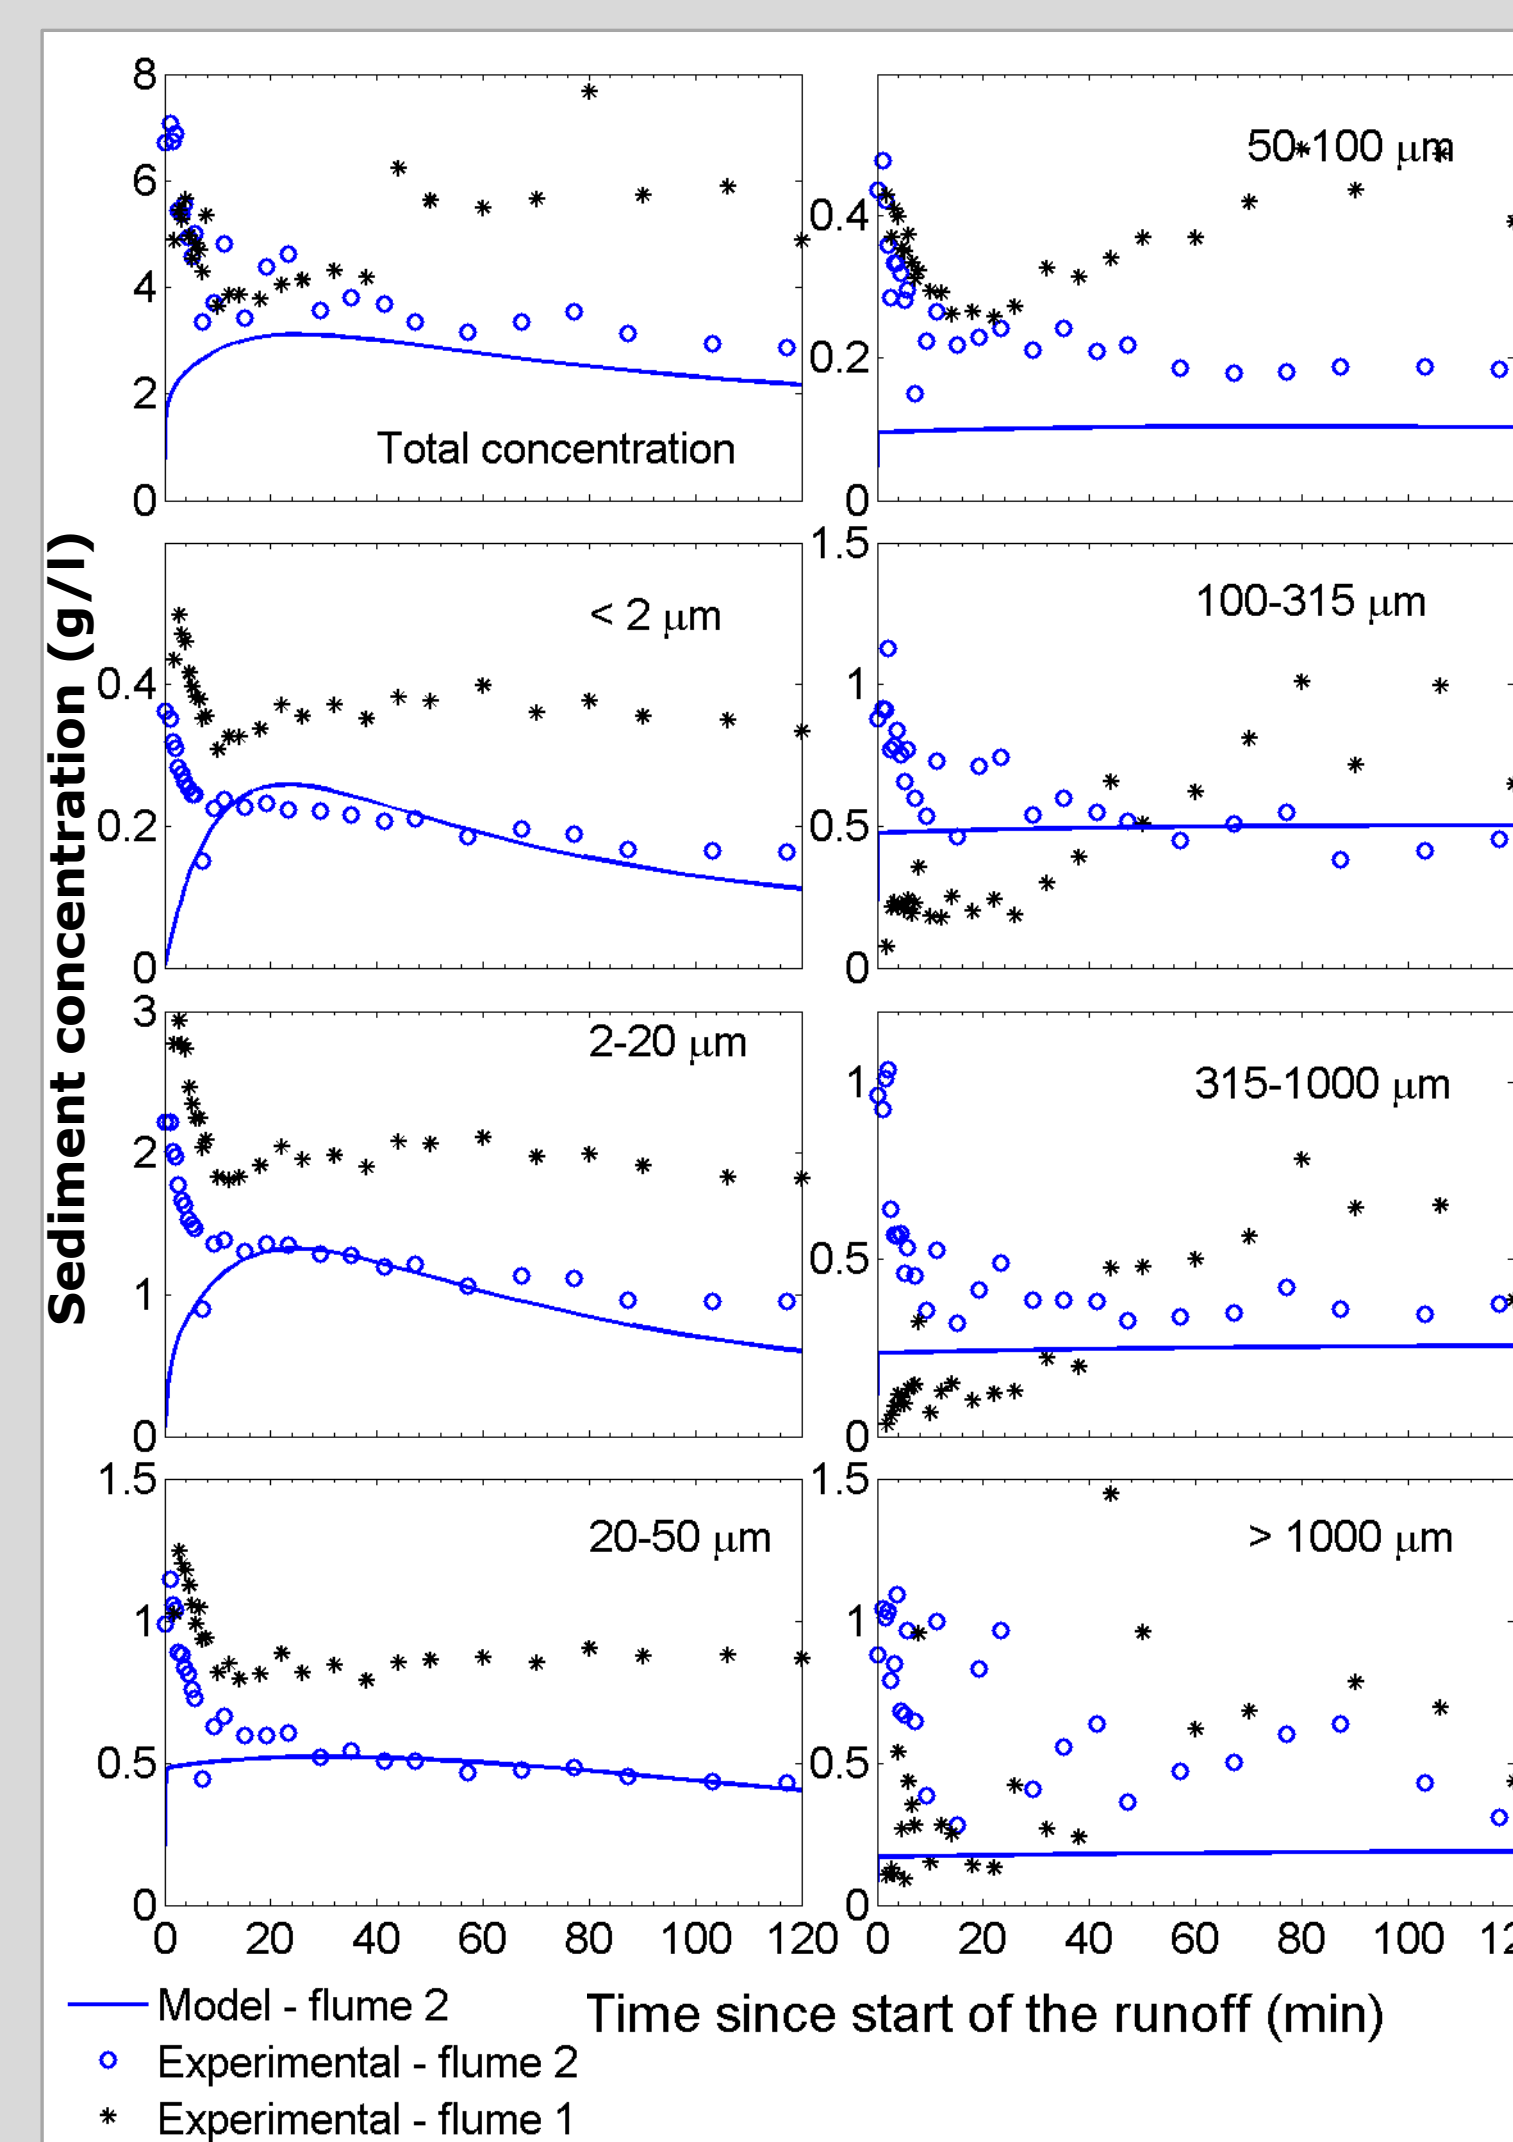 Sediment concentration (g/l)
8
6
4
2
0
Total concentration
50-100 μm
0.4
0.2
0
< 2 μm
0.4
0.2
0
100-315 μm
1.5
1
0.5
0
2-20 μm
3
2
1
0
315-1000 μm
1
0.5
0
20-50 μm
1.5
1
0.5
0
0 20 40 60 80 100 120
> 1000 μm
1.5
1
0.5
0
0 20 40 60 80 100
Time since start of the runoff (min)
Model - flume 2
Experimental - flume 2
Experimental - flume 1